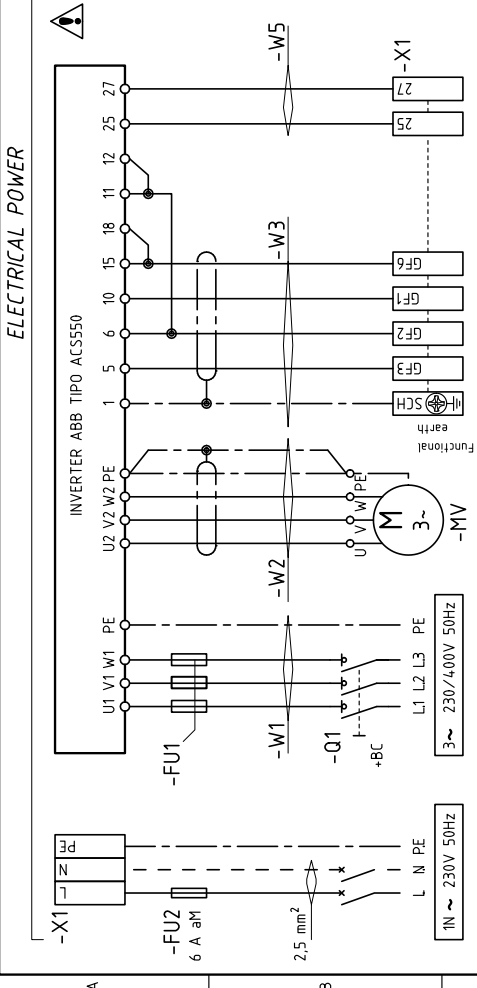 ELECTRICAL POWER
INVERTER ABB TIPO ACS550
U1 V1 W1 PE U2 V2 W2 PE 1 5 6 10 15 18 11 12 25 27
-X1
L N PE
-FU2
6 A aM
2,5 mm²
L N PE
1N ~ 230V 50Hz
-FU1
-W1
-Q1
+BC
L1 L2 L3 PE
3~ 230/400V 50Hz
-W2
U V W PE
M
3~
-MV
-W3
Functional
earth
SCH GF3 GF2 GF1 GF6 25 27
-W5
-X1
A
B